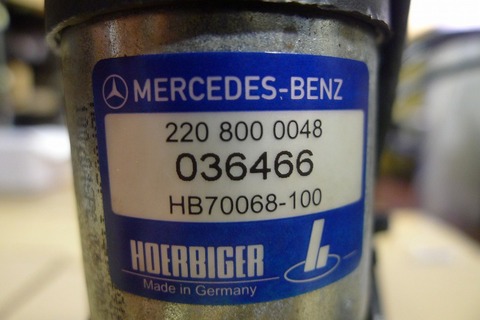 MERCEDES-BENZ
220 800 0048
036466
HB70068-100
HOERBIGER
Made in Germany